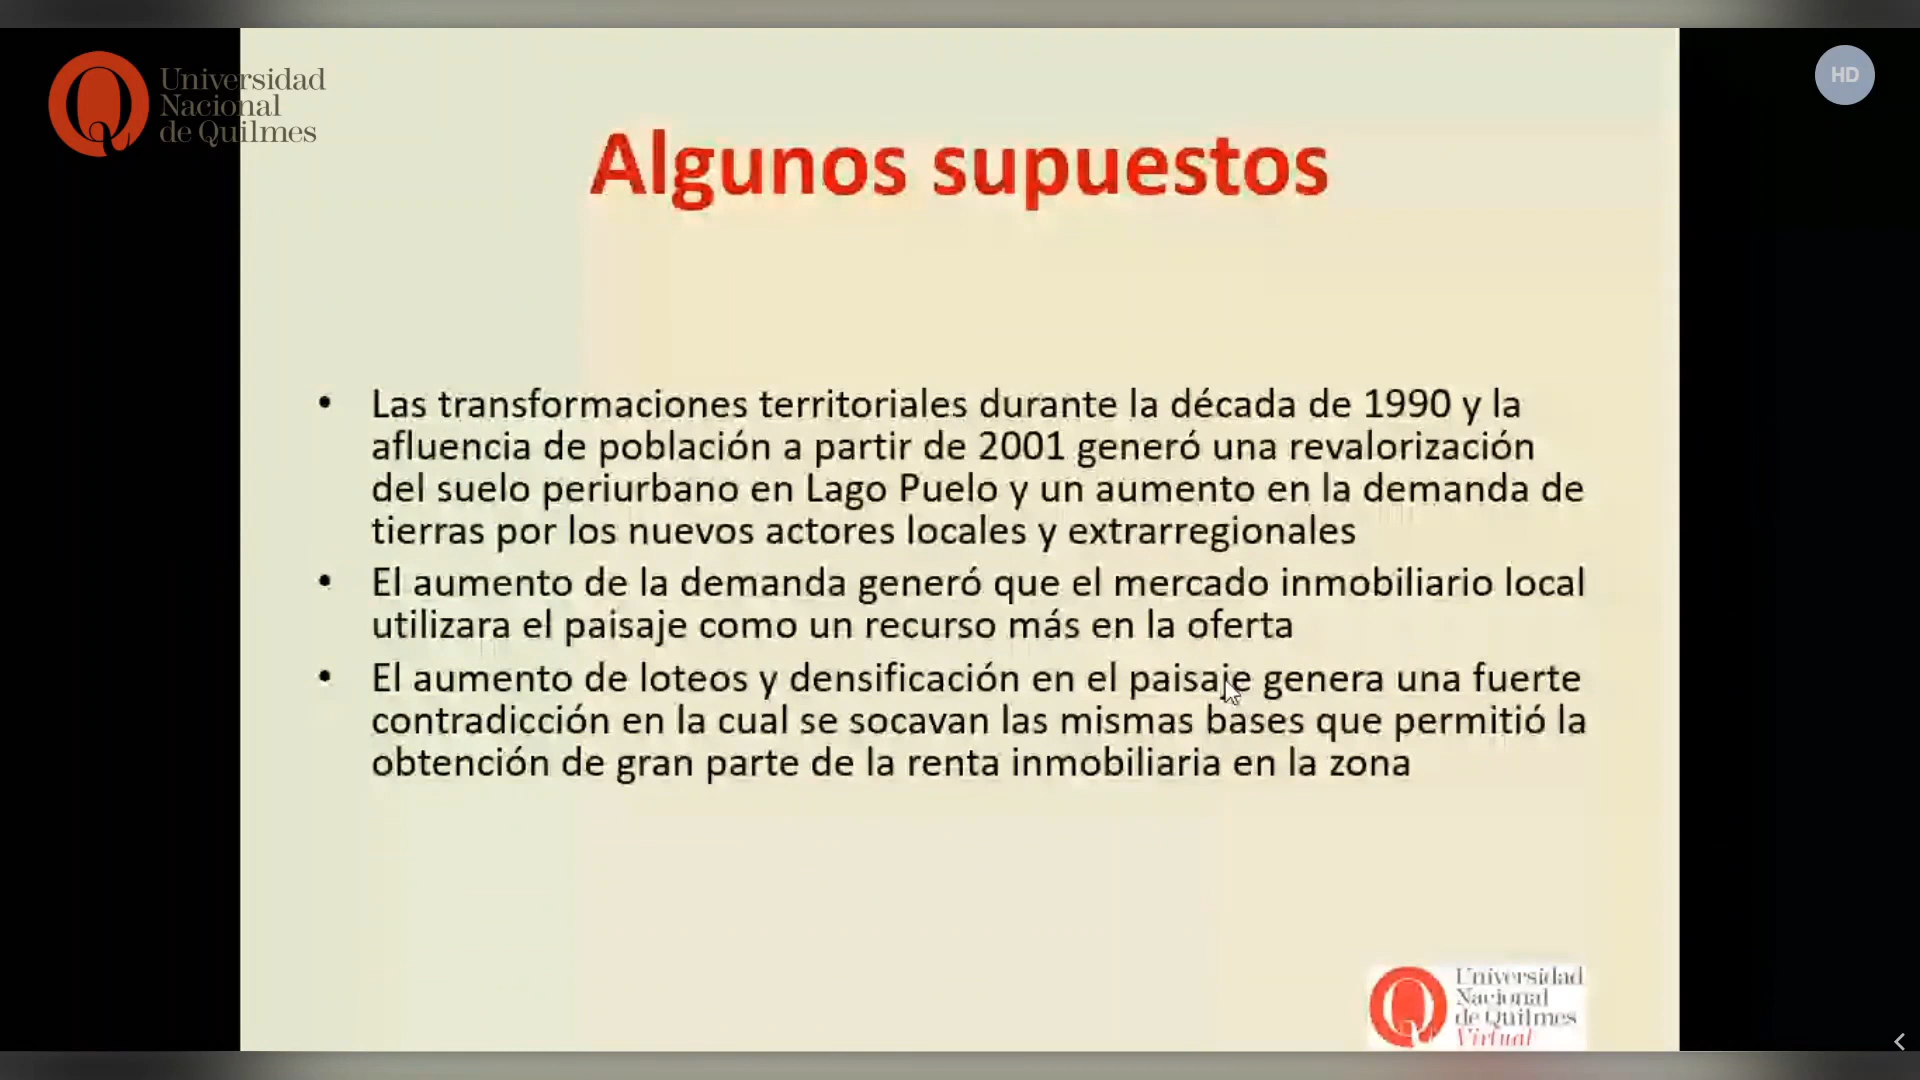 Universidad
Nacional
de Quilmes
HD
Algunos supuestos
• Las transformaciones territoriales durante la década de 1990 y la
afluencia de población a partir de 2001 generó una revalorización
del suelo periurbano en Lago Puelo y un aumento en la demanda de
tierras por los nuevos actores locales y extrarregionales
• El aumento de la demanda generó que el mercado inmobiliario local
utilizara el paisaje como un recurso más en la oferta
• El aumento de loteos y densificación en el paisaje genera una fuerte
contradicción en la cual se socavan las mismas bases que permitió la
obtención de gran parte de la renta inmobiliaria en la zona
Universidad
Nacional
de Quilmes
Virtual